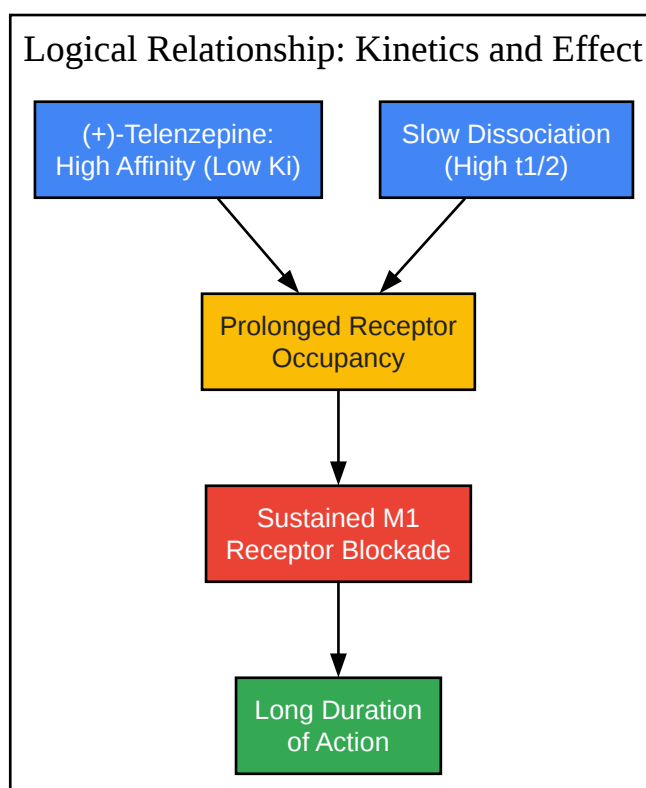 Logical Relationship: Kinetics and Effect
(+)-Telenzepine:
High Affinity (Low Ki)
Slow Dissociation
(High t1/2)
Prolonged Receptor
Occupancy
Sustained M1
Receptor Blockade
Long Duration
of Action